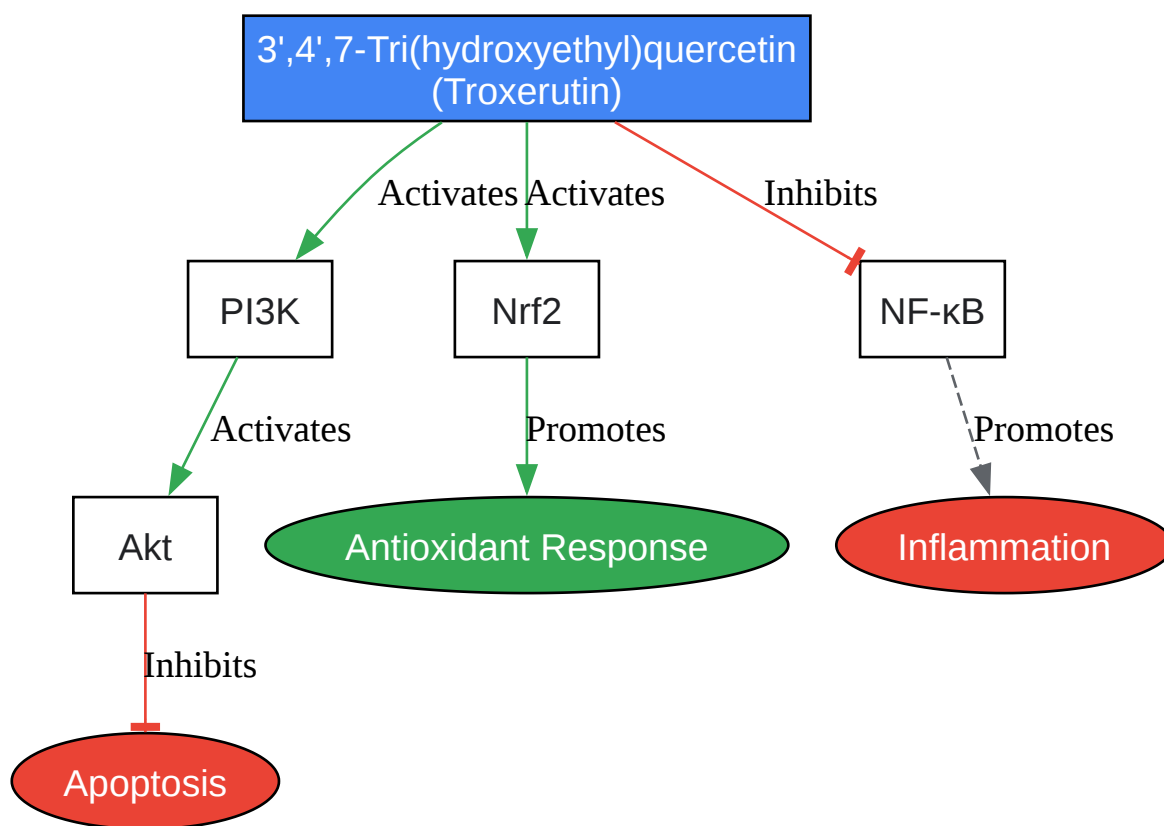 3',4',7-Tri(hydroxyethyl)quercetin
(Troxerutin)
Activates
Activates
Inhibits
PI3K
Nrf2
NF-κB
Activates
Promotes
Promotes
Akt
Antioxidant Response
Inflammation
Inhibits
Apoptosis